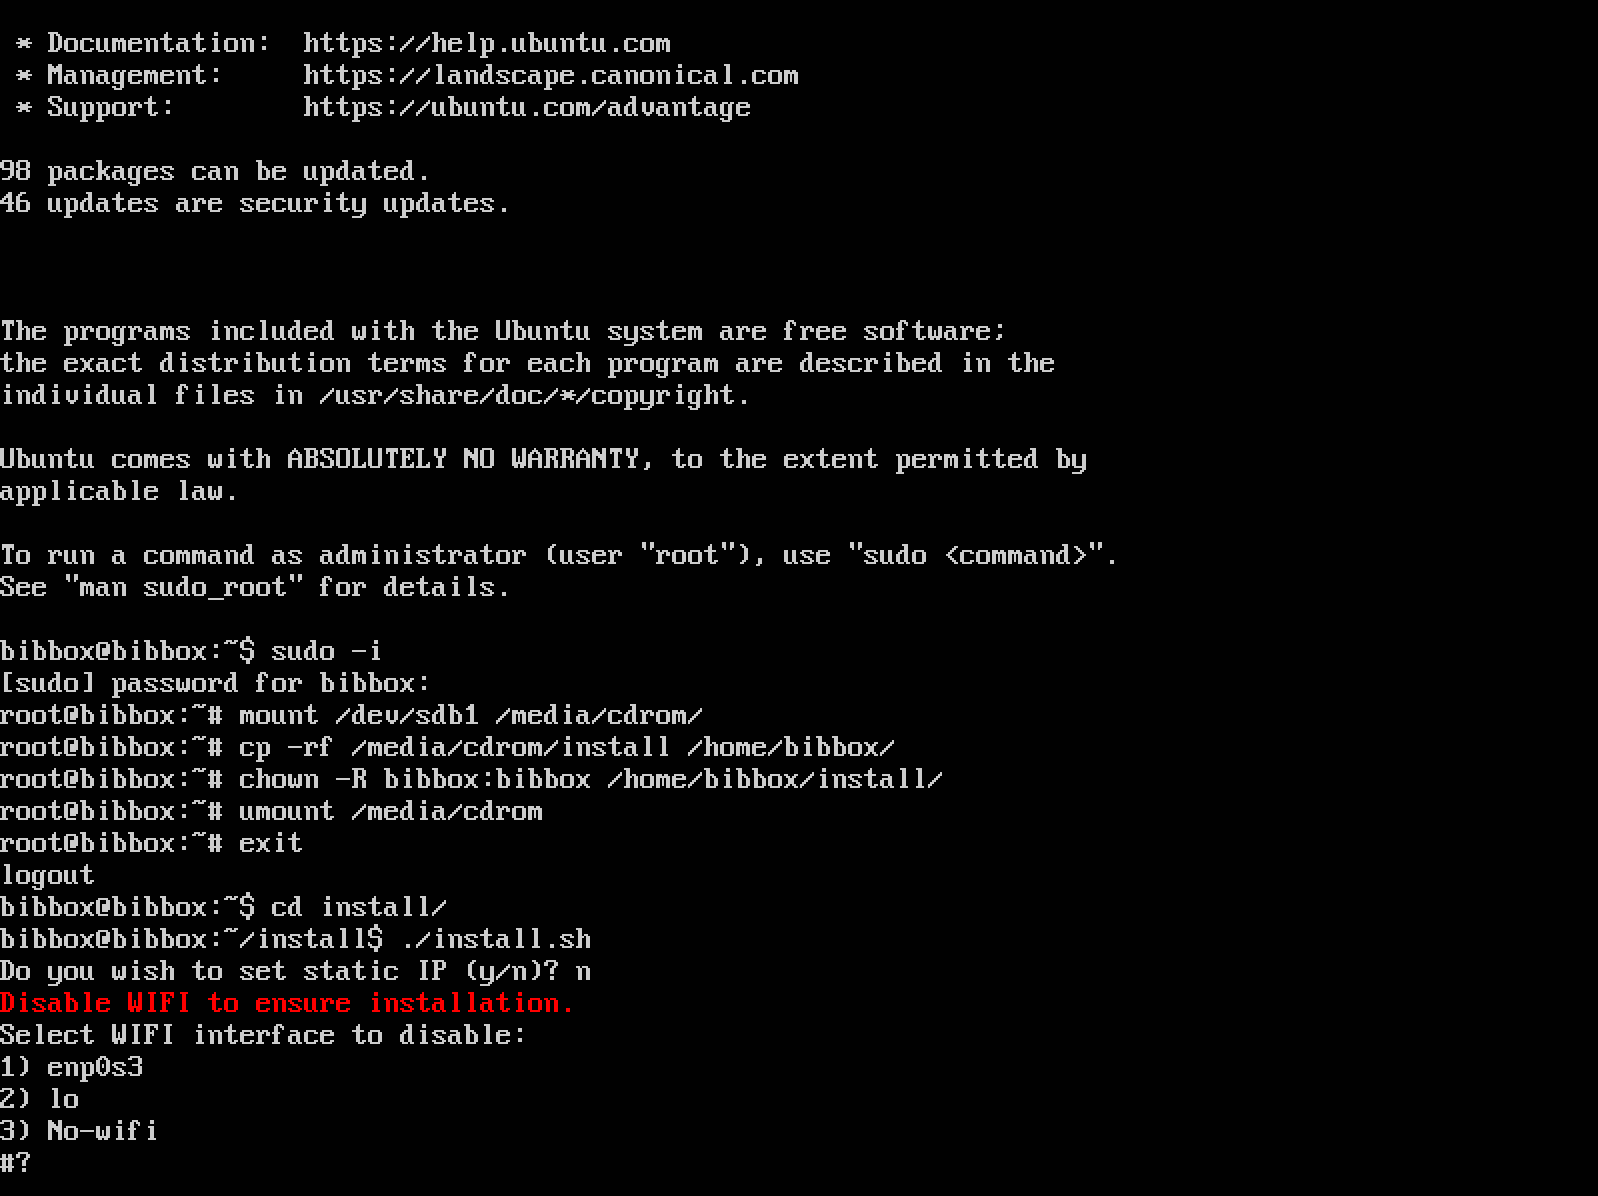 * Documentation:  https://help.ubuntu.com
 * Management:     https://landscape.canonical.com
 * Support:        https://ubuntu.com/advantage

98 packages can be updated.
46 updates are security updates.

The programs included with the Ubuntu system are free software;
the exact distribution terms for each program are described in the
individual files in /usr/share/doc/*/copyright.

Ubuntu comes with ABSOLUTELY NO WARRANTY, to the extent permitted by
applicable law.

To run a command as administrator (user "root"), use "sudo <command>".
See "man sudo_root" for details.

bibbox@bibbox:~$ sudo -i
[sudo] password for bibbox:
root@bibbox:~# mount /dev/sdb1 /media/cdrom/
root@bibbox:~# cp -rf /media/cdrom/install /home/bibbox/
root@bibbox:~# chown -R bibbox:bibbox /home/bibbox/install/
root@bibbox:~# umount /media/cdrom
root@bibbox:~# exit
logout
bibbox@bibbox:~$ cd install/
bibbox@bibbox:~/install$ ./install.sh
Do you wish to set static IP (y/n)? n
Disable WIFI to ensure installation.
Select WIFI interface to disable:
1) enp0s3
2) lo
3) No-wifi
#?